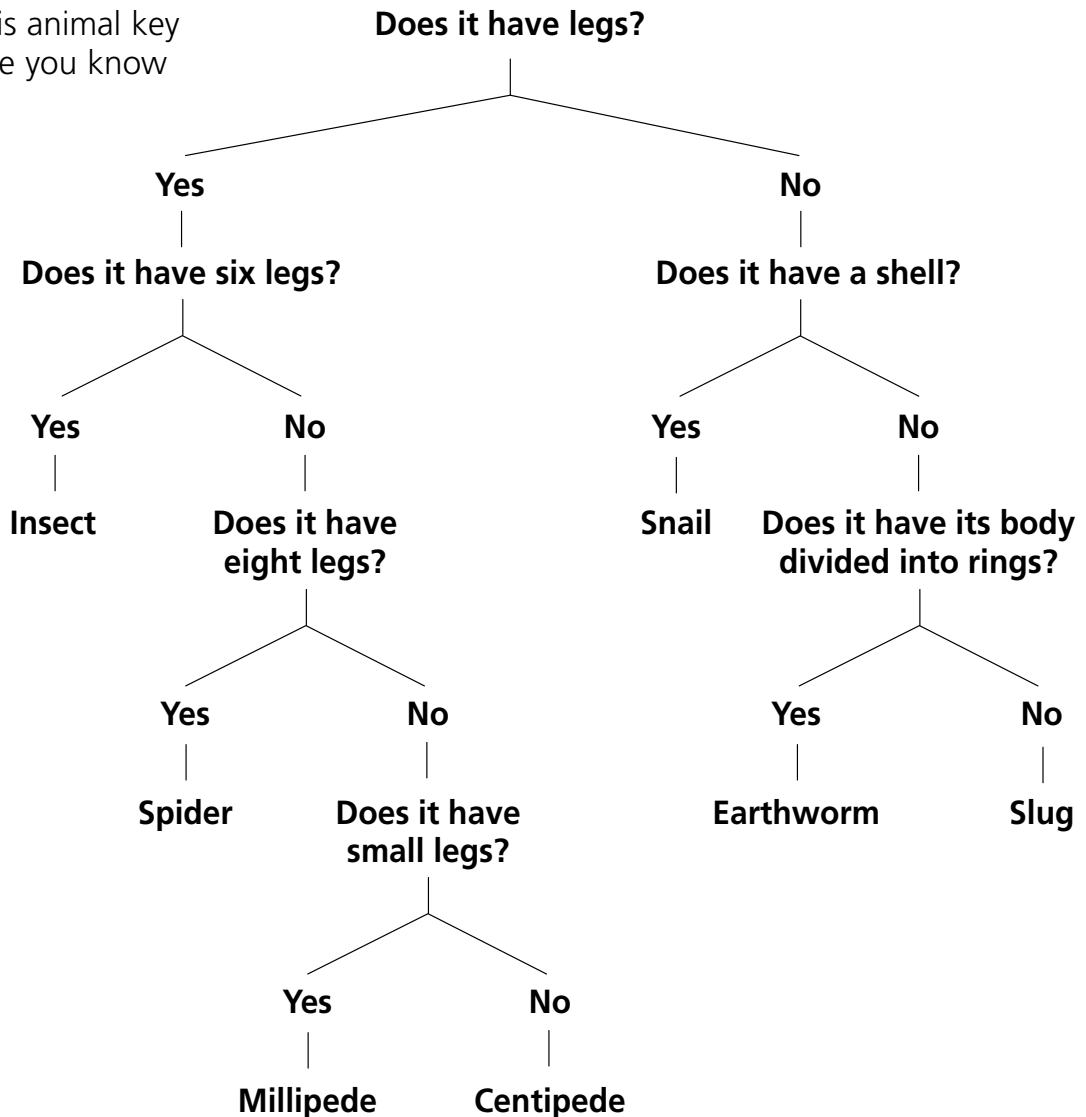 is animal key
e you know
Does it have legs?
Yes
No
Does it have six legs?
Does it have a shell?
Yes
No
Yes
No
Insect
Does it have
eight legs?
Snail
Does it have its body
divided into rings?
Yes
No
Yes
No
Spider
Does it have
small legs?
Earthworm
Slug
Yes
No
Millipede
Centipede